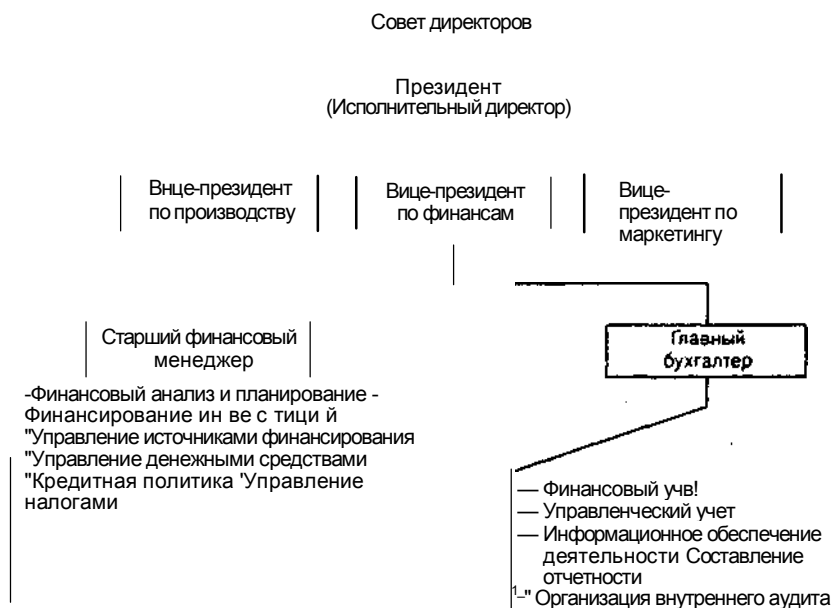 Совет директоров
Президент
(Исполнительный директор)
Внце-президент
по производству
Вице-президент
по финансам
Вице-
президент по
маркетингу
Старший финансовый
менеджер
Главный
бухгалтер
-Финансовый анализ и планирование -
Финансирование ин ве с тици й
"Управление источниками финансирования
"Управление денежными средствами
"Кредитная политика 'Управление
налогами
— Финансовый учв!
— Управленческий учет
— Информационное обеспечение
деятельности Составление
отчетности
1_" Организация внутреннего аудита